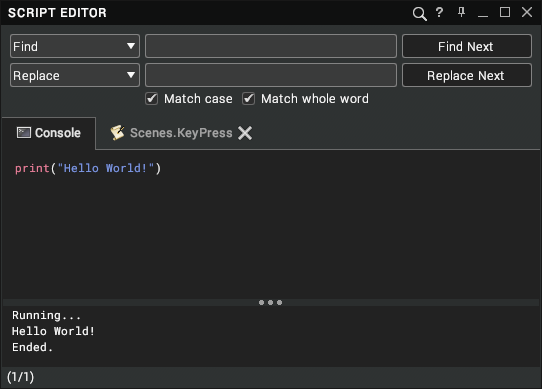 SCRIPT EDITOR ?
Find Find Next
Replace Replace Next
Match case Match whole word
Console Scenes.KeyPress
print("Hello World!")
Running...
Hello World!
Ended.
(1/1)